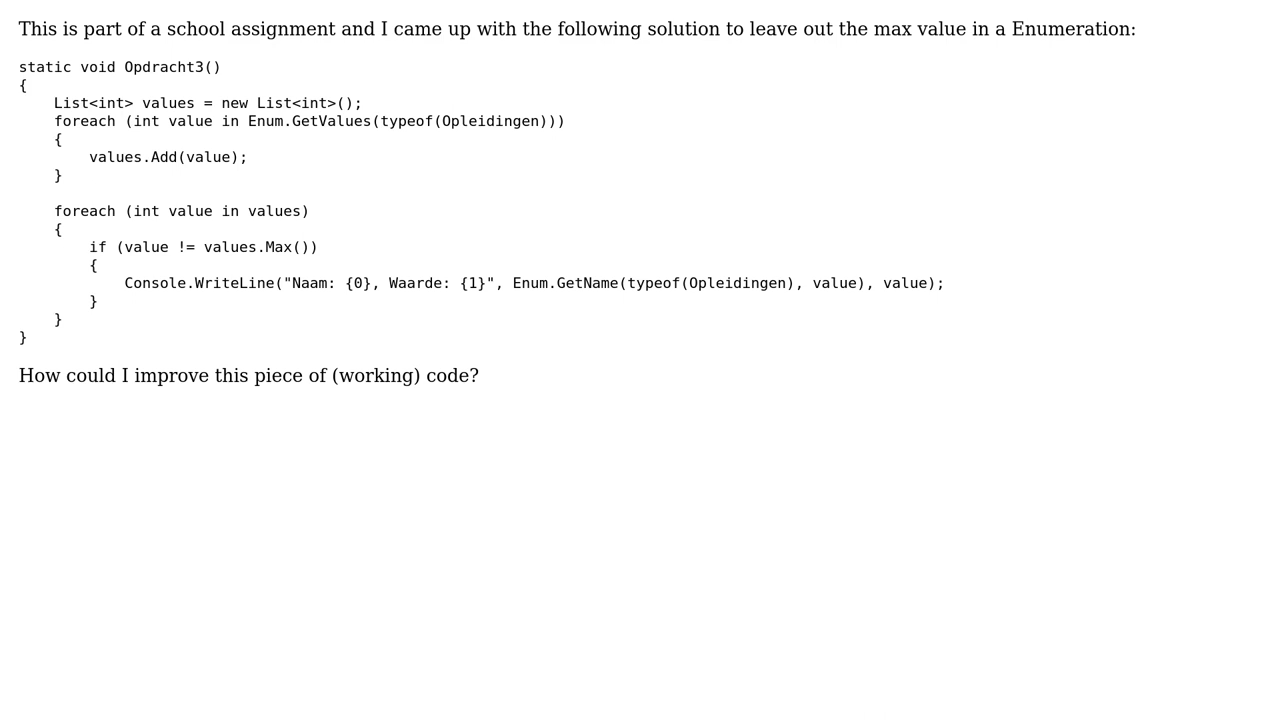 This is part of a school assignment and I came up with the following solution to leave out the max value in a Enumeration:
static void Opdracht3()
{
    List<int> values = new List<int>();
    foreach (int value in Enum.GetValues(typeof(Opleidingen)))
    {
        values.Add(value);
    }

    foreach (int value in values)
    {
        if (value != values.Max())
        {
            Console.WriteLine("Naam: {0}, Waarde: {1}", Enum.GetName(typeof(Opleidingen), value), value);
        }
    }
}
How could I improve this piece of (working) code?